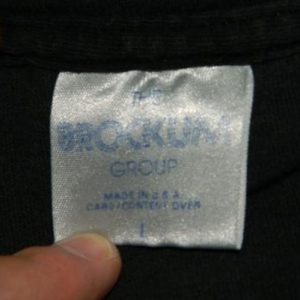 BROCKUM
GROUP
MADE IN U.S.A.
CARE/CONTENT OVER
L